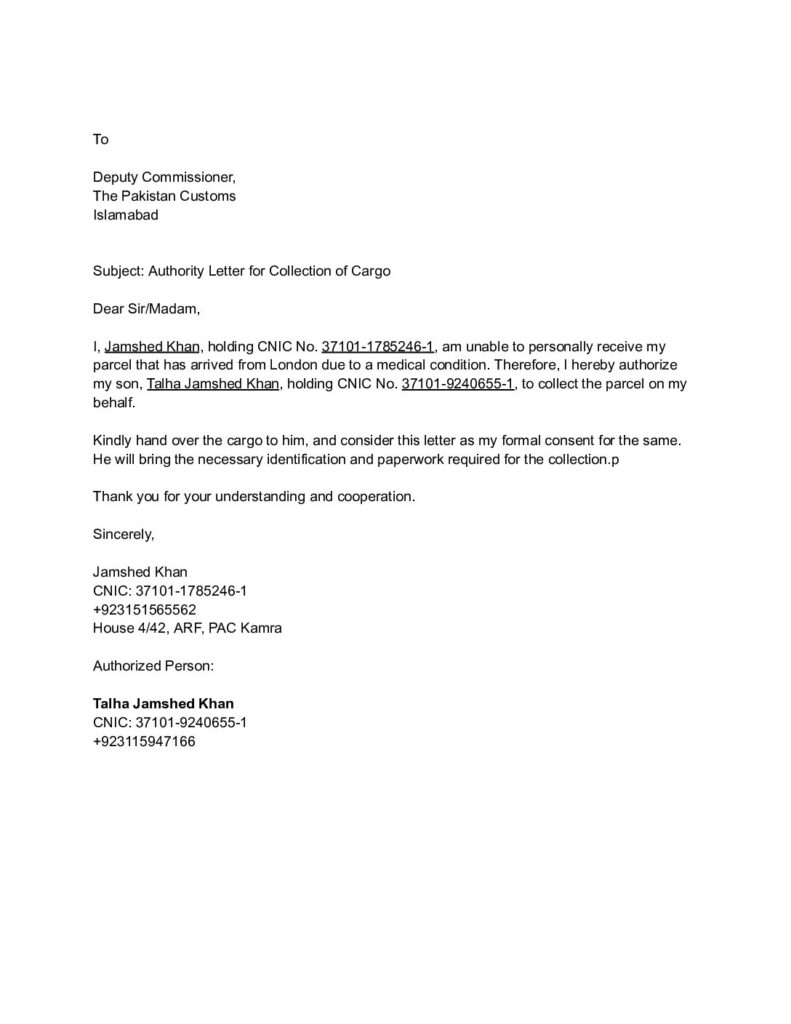 To
Deputy Commissioner,
The Pakistan Customs
Islamabad
Subject: Authority Letter for Collection of Cargo
Dear Sir/Madam,
I, Jamshed Khan, holding CNIC No. 37101-1785246-1, am unable to personally receive my
parcel that has arrived from London due to a medical condition. Therefore, I hereby authorize
my son, Talha Jamshed Khan, holding CNIC No. 37101-9240655-1, to collect the parcel on my
behalf.
Kindly hand over the cargo to him, and consider this letter as my formal consent for the same.
He will bring the necessary identification and paperwork required for the collection.p
Thank you for your understanding and cooperation.
Sincerely,
Jamshed Khan
CNIC: 37101-1785246-1
+923151565562
House 4/42, ARF, PAC Kamra
Authorized Person:
Talha Jamshed Khan
CNIC: 37101-9240655-1
+923115947166